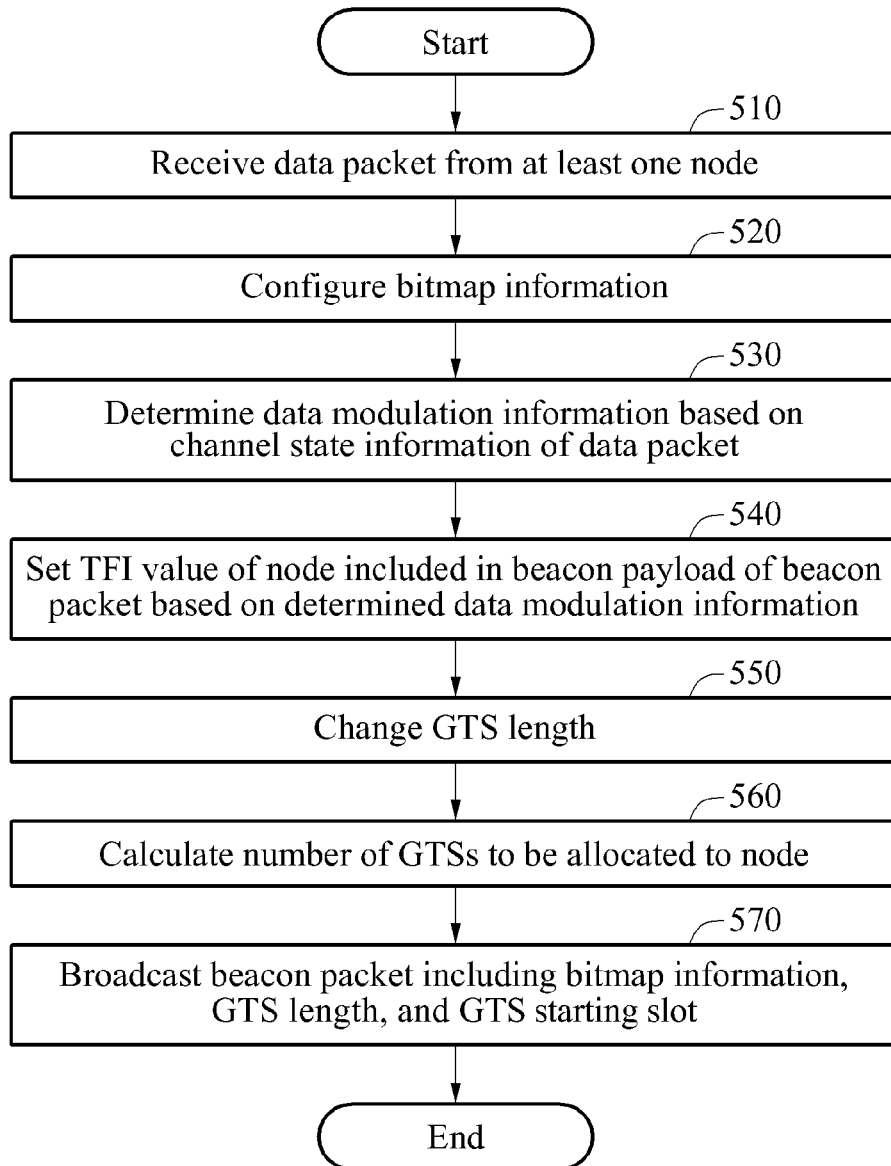 Start
510
Receive data packet from at least one node
520
Configure bitmap information
530
Determine data modulation information based on
channel state information of data packet
540
Set TFI value of node included in beacon payload of beacon
packet based on determined data modulation information
550
Change GTS length
560
Calculate number of GTSs to be allocated to node
570
Broadcast beacon packet including bitmap information,
GTS length, and GTS starting slot
End